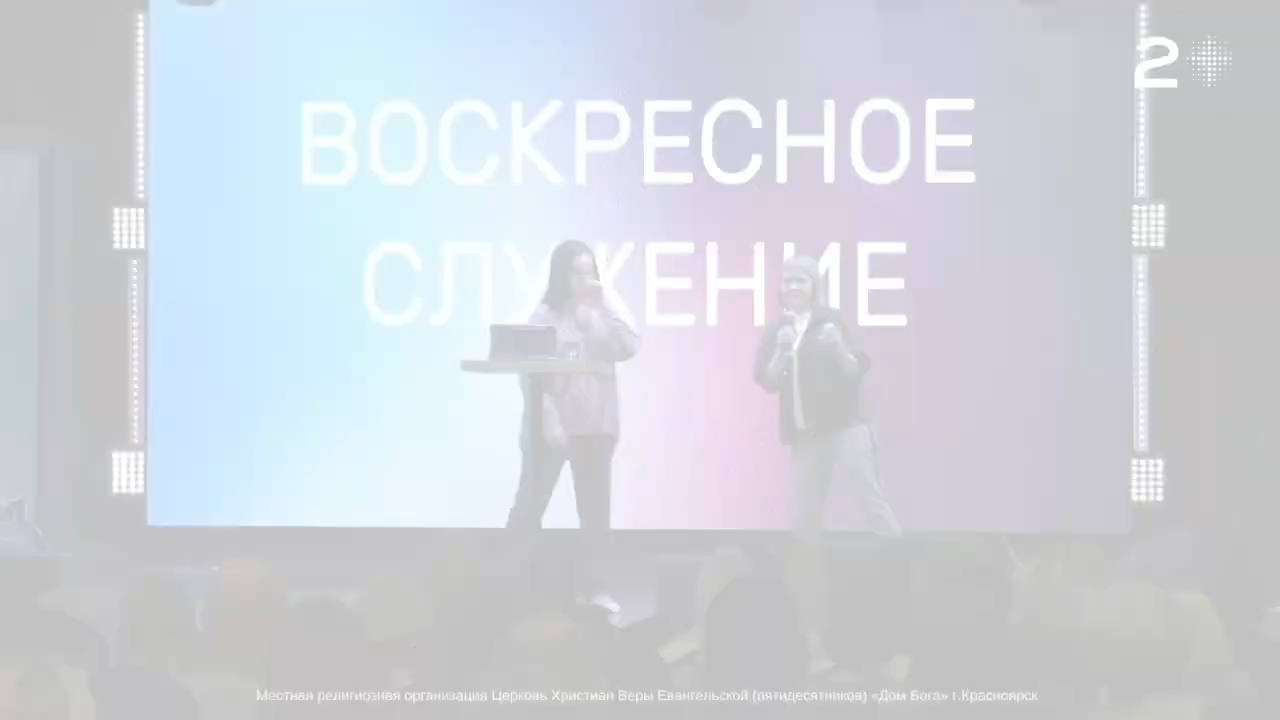 2
ВОСКРЕСНОЕ
СЛУЖЕНИЕ
Местная религиозная организация Церковь Христиан Веры Евангельской (пятидесятников) «Дом Бога» г.Красноярск